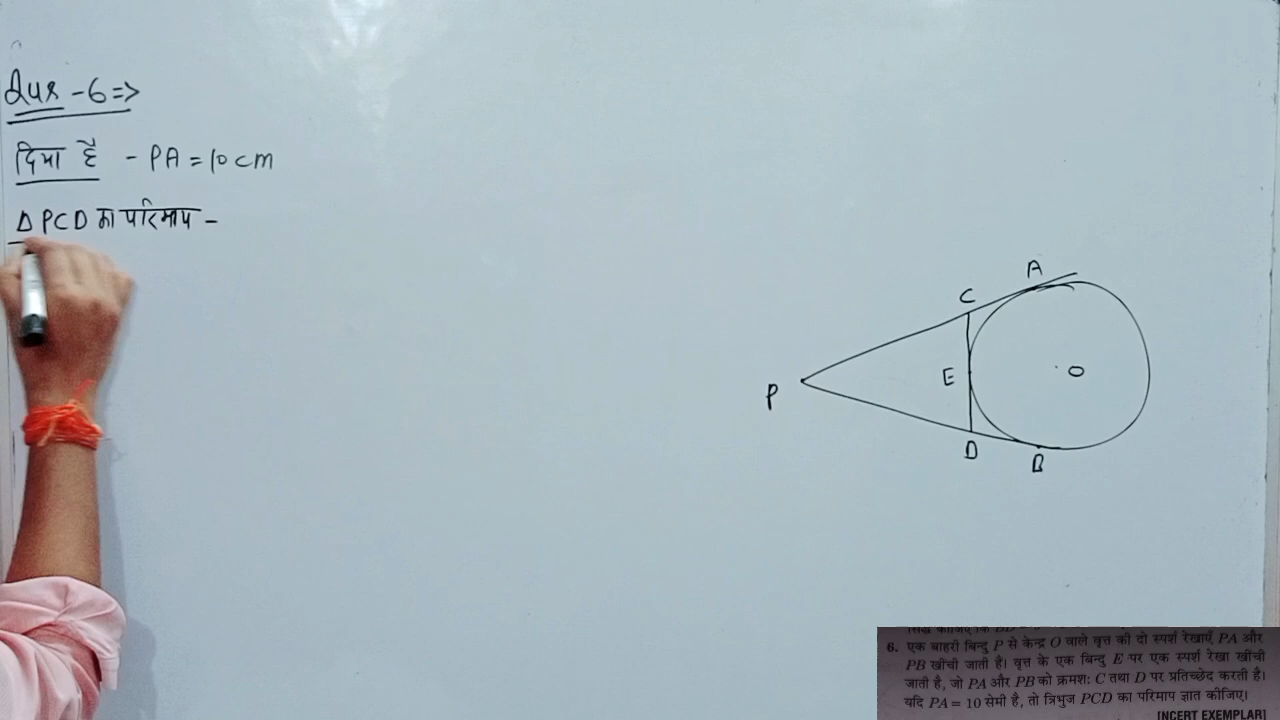 Que -6 =>
दिया है - PA = 10 cm
Δ PCD का परिमाप -
A
C
E
O
P
D
B
6. एक बाहरी बिन्दु P से केन्द्र O वाले वृत्त की दो स्पर्श रेखाएँ PA और
PB खींची जाती हैं। वृत्त के एक बिन्दु E पर एक स्पर्श रेखा खींची
जाती है, जो PA और PB को क्रमशः C तथा D पर प्रतिच्छेद करती है।
यदि PA = 10 सेमी है, तो त्रिभुज PCD का परिमाप ज्ञात कीजिए।
[NCERT EXEMPLAR]